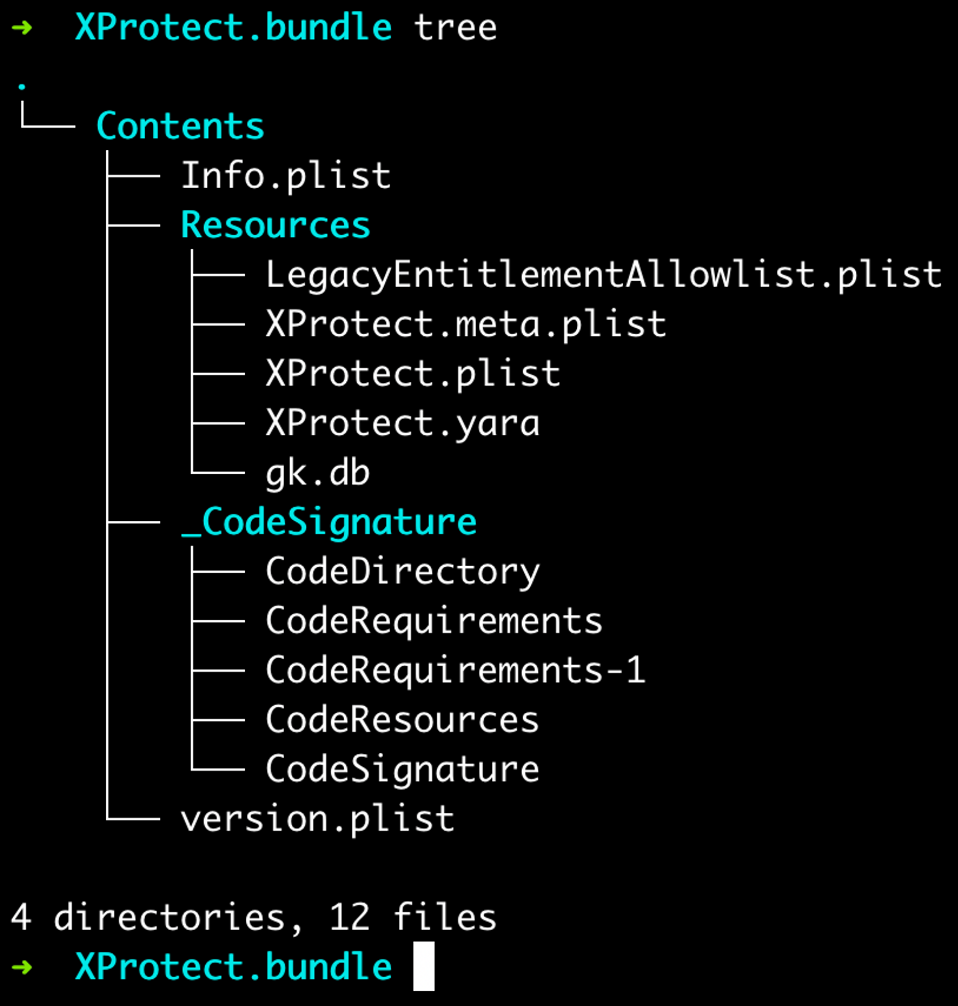 ➜ XProtect.bundle tree
.
└── Contents
    ├── Info.plist
    ├── Resources
    │   ├── LegacyEntitlementAllowlist.plist
    │   ├── XProtect.meta.plist
    │   ├── XProtect.plist
    │   ├── XProtect.yara
    │   └── gk.db
    ├── _CodeSignature
    │   ├── CodeDirectory
    │   ├── CodeRequirements
    │   ├── CodeRequirements-1
    │   ├── CodeResources
    │   └── CodeSignature
    └── version.plist
4 directories, 12 files
➜ XProtect.bundle